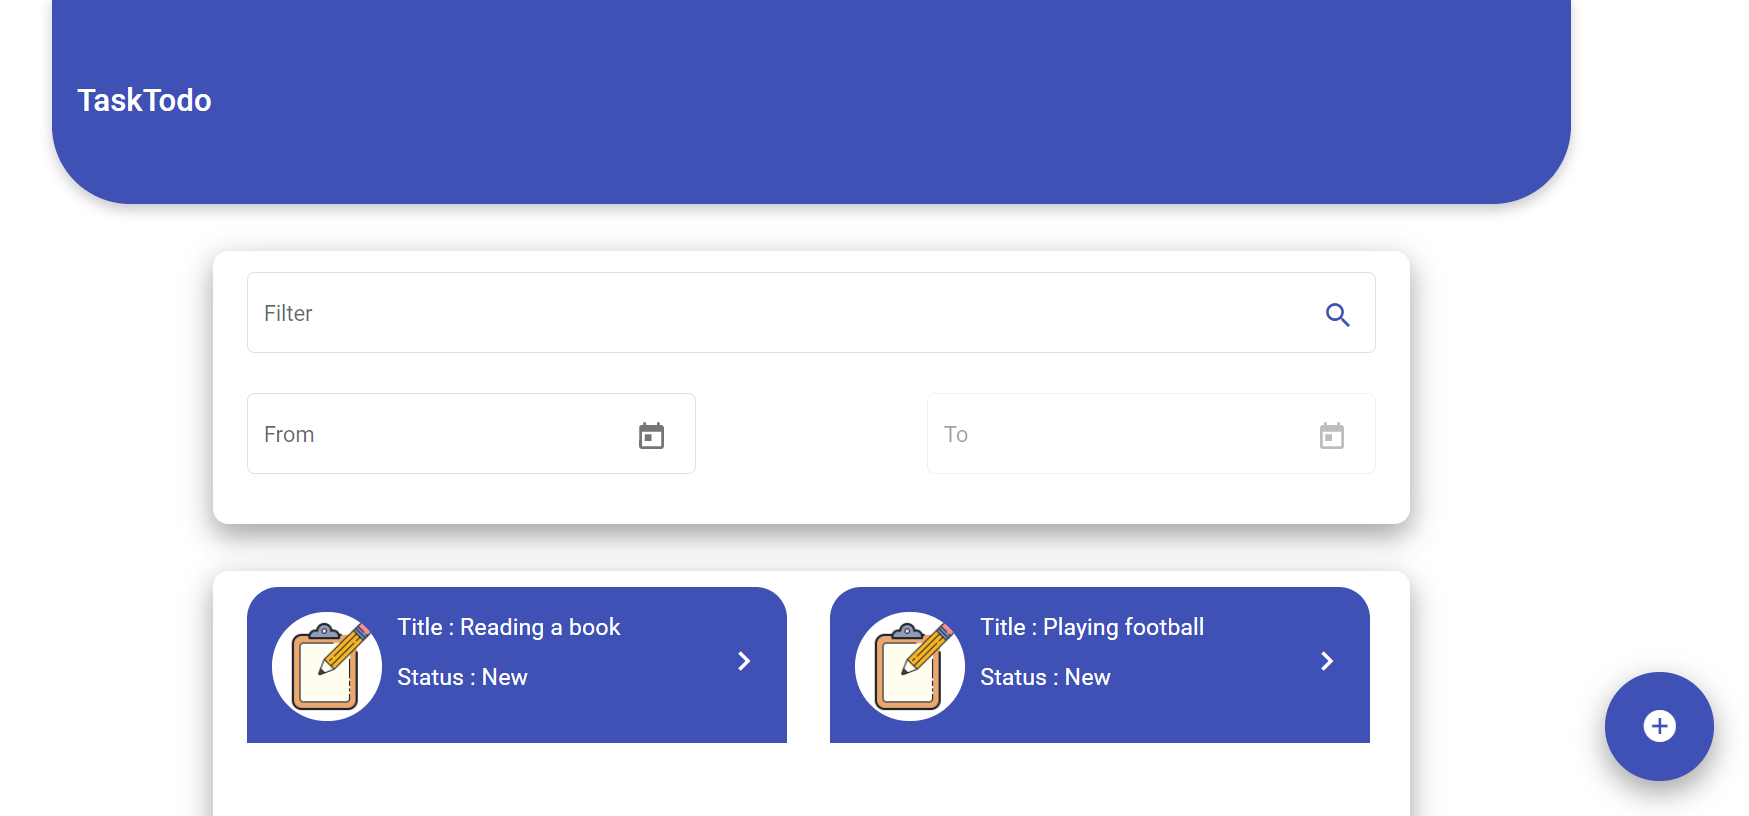 TaskTodo
Filter
From
To
Title : Reading a book
Status : New
Title : Playing football
Status : New